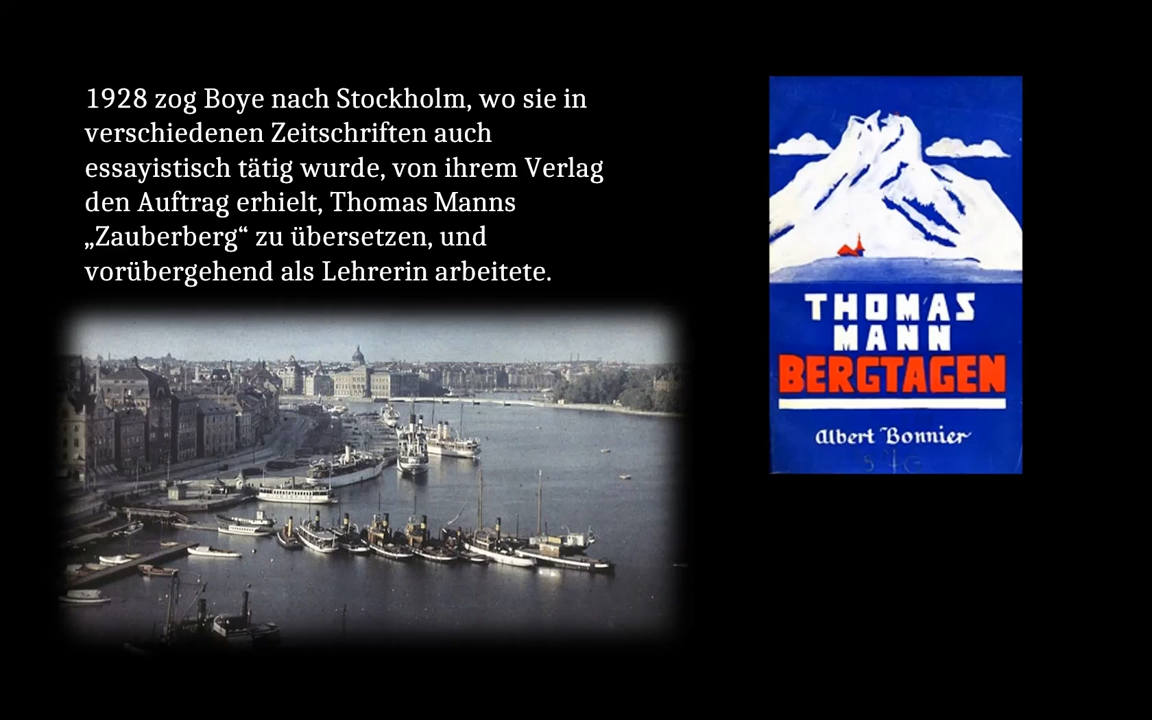 1928 zog Boye nach Stockholm, wo sie in
verschiedenen Zeitschriften auch
essayistisch tätig wurde, von ihrem Verlag
den Auftrag erhielt, Thomas Manns
„Zauberberg“ zu übersetzen, und
vorübergehend als Lehrerin arbeitete.
THOMAS
MANN
BERGTAGEN
Albert Bonnier